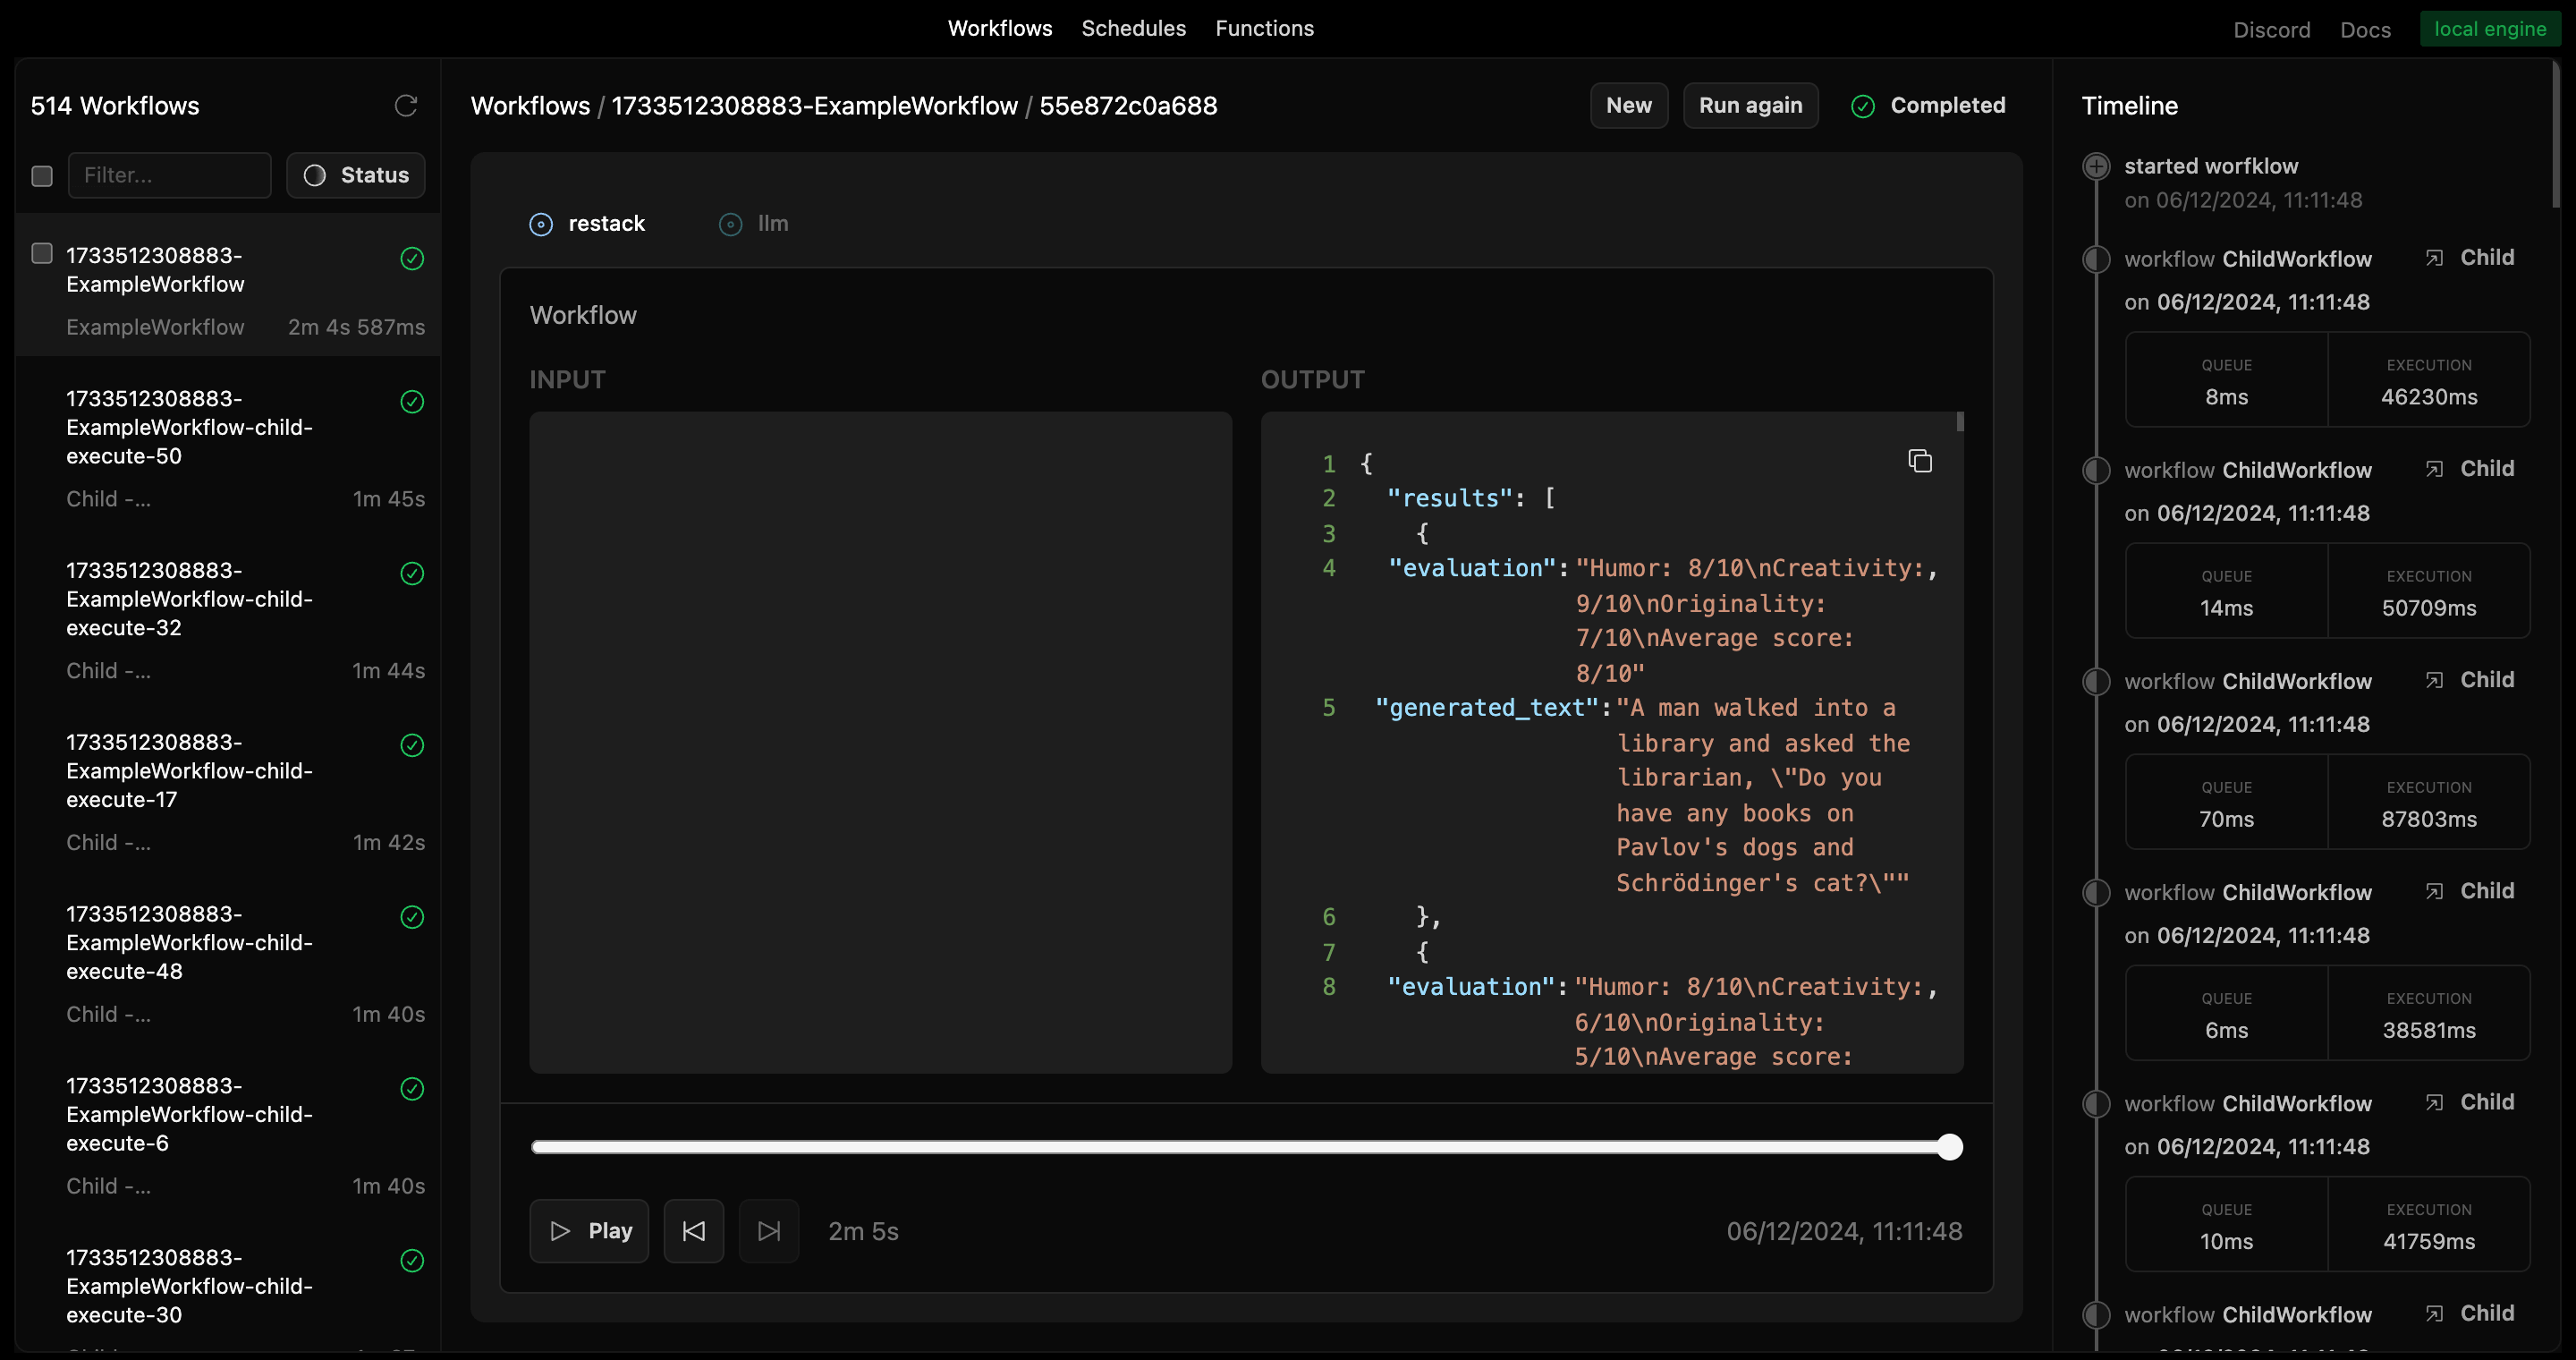 Workflows Schedules Functions
Discord Docs local engine
514 Workflows
Filter...
Status
1733512308883-
ExampleWorkflow
ExampleWorkflow 2m 4s 587ms
1733512308883-
ExampleWorkflow-child-
execute-50
Child -... 1m 45s
1733512308883-
ExampleWorkflow-child-
execute-32
Child -... 1m 44s
1733512308883-
ExampleWorkflow-child-
execute-17
Child -... 1m 42s
1733512308883-
ExampleWorkflow-child-
execute-48
Child -... 1m 40s
1733512308883-
ExampleWorkflow-child-
execute-6
Child -... 1m 40s
1733512308883-
ExampleWorkflow-child-
execute-30
Workflows / 1733512308883-ExampleWorkflow / 55e872c0a688
New Run again Completed
restack llm
Workflow
INPUT
OUTPUT
1 {
2 "results": [
3 {
4 "evaluation": "Humor: 8/10\nCreativity:,
9/10\nOriginality:
7/10\nAverage score:
8/10"
5 "generated_text": "A man walked into a
library and asked the
librarian, \"Do you
have any books on
Pavlov's dogs and
Schrödinger's cat?\""
6 },
7 {
8 "evaluation": "Humor: 8/10\nCreativity:,
6/10\nOriginality:
5/10\nAverage score:
Play 2m 5s 06/12/2024, 11:11:48
Timeline
started worfklow
on 06/12/2024, 11:11:48
workflow ChildWorkflow Child
on 06/12/2024, 11:11:48
QUEUE EXECUTION
8ms 46230ms
workflow ChildWorkflow Child
on 06/12/2024, 11:11:48
QUEUE EXECUTION
14ms 50709ms
workflow ChildWorkflow Child
on 06/12/2024, 11:11:48
QUEUE EXECUTION
70ms 87803ms
workflow ChildWorkflow Child
on 06/12/2024, 11:11:48
QUEUE EXECUTION
6ms 38581ms
workflow ChildWorkflow Child
on 06/12/2024, 11:11:48
QUEUE EXECUTION
10ms 41759ms
workflow ChildWorkflow Child